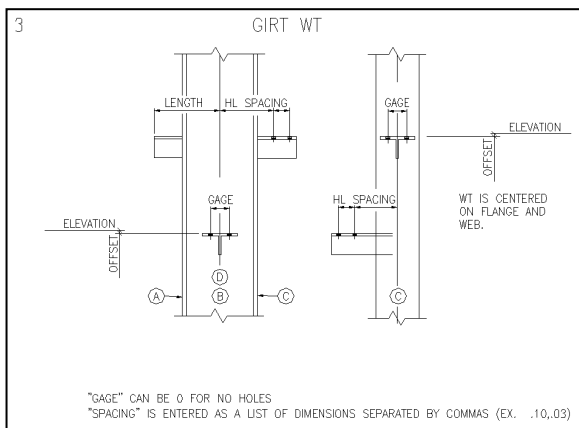 3
GIRT WT
LENGTH
HL SPACING
GAGE
ELEVATION
OFFSET
GAGE
HL SPACING
WT IS CENTERED
ON FLANGE AND
WEB.
ELEVATION
OFFSET
D
A
B
C
C
"GAGE" CAN BE 0 FOR NO HOLES
"SPACING" IS ENTERED AS A LIST OF DIMENSIONS SEPARATED BY COMMAS (EX. .10,.03)